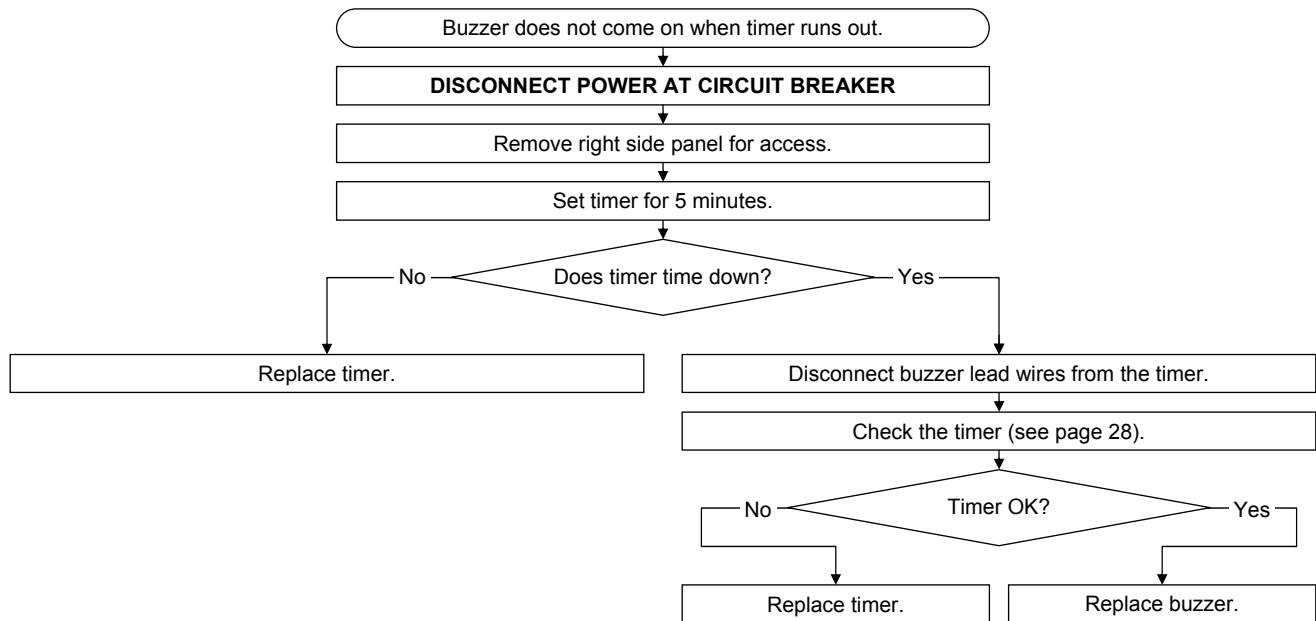 Buzzer does not come on when timer runs out.
DISCONNECT POWER AT CIRCUIT BREAKER
Remove right side panel for access.
Set timer for 5 minutes.
No
Does timer time down?
Yes
Replace timer.
Disconnect buzzer lead wires from the timer.
Check the timer (see page 28).
No
Timer OK?
Yes
Replace timer.
Replace buzzer.